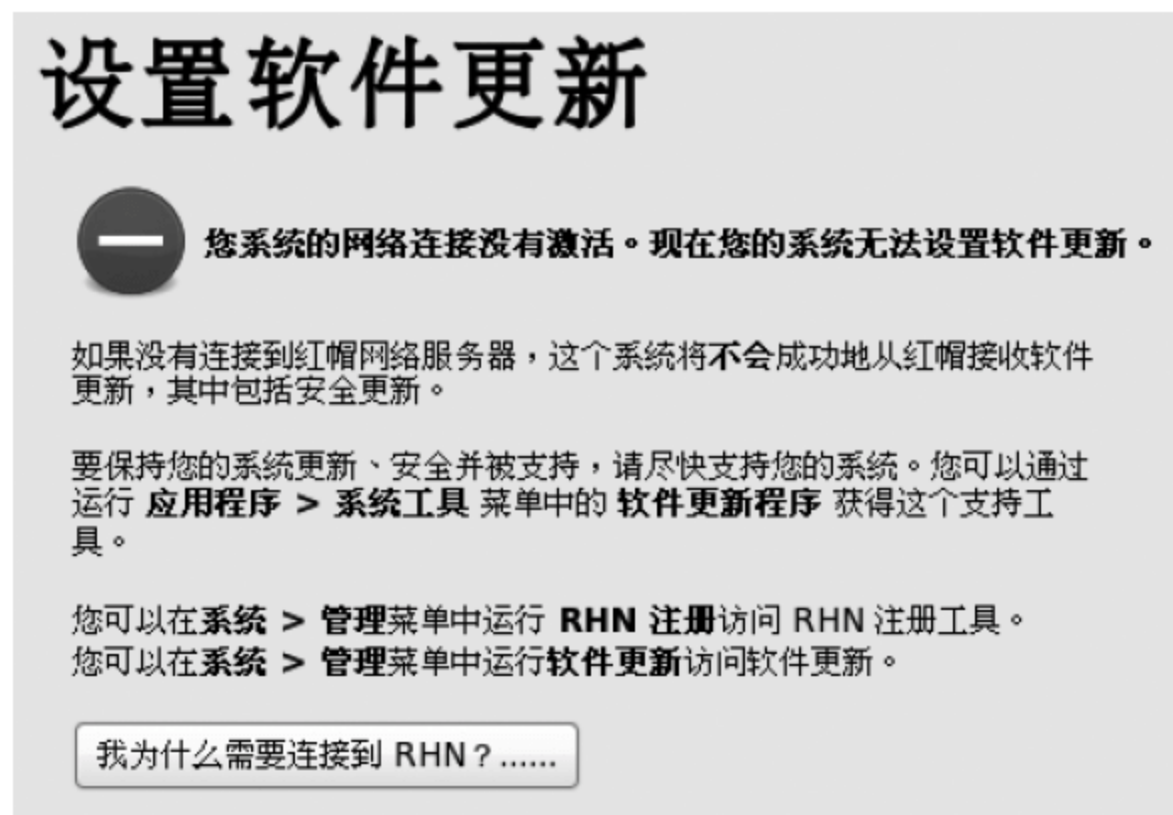 设置软件更新
您系统的网络连接没有激活。现在您的系统无法设置软件更新。
如果没有连接到红帽网络服务器，这个系统将不会成功地从红帽接收软件
更新，其中包括安全更新。
要保持您的系统更新、安全并被支持，请尽快支持您的系统。您可以通过
运行 应用程序 > 系统工具 菜单中的 软件更新程序 获得这个支持工
具。
您可以在系统 > 管理菜单中运行 RHN 注册访问 RHN 注册工具。
您可以在系统 > 管理菜单中运行软件更新访问软件更新。
我为什么需要连接到 RHN？……